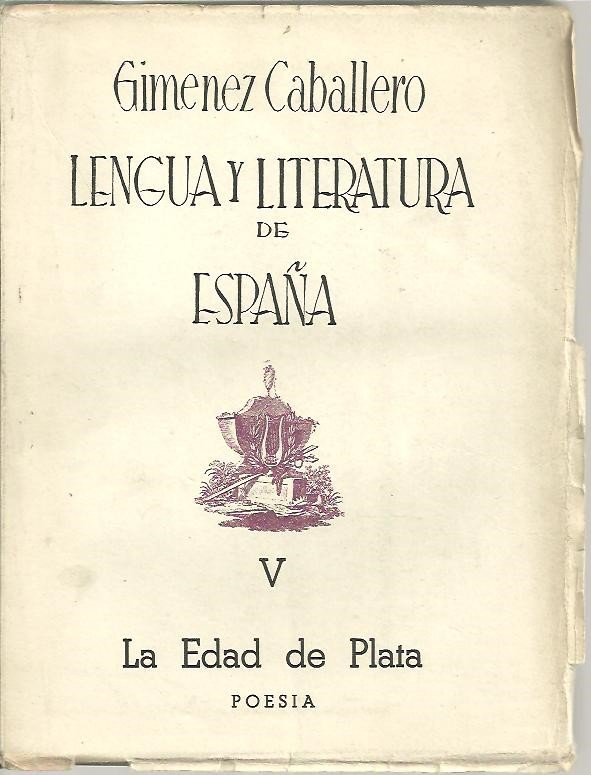 Gimenez Caballero
LENGUA Y LITERATURA
DE
ESPAÑA
V
La Edad de Plata
POESIA